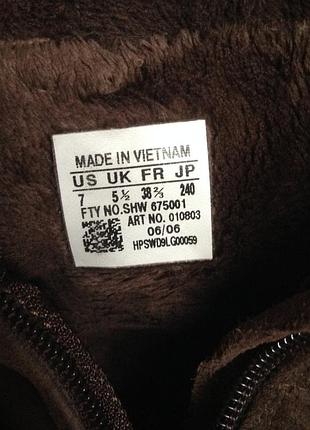 MADE IN VIETNAM
US UK FR JP
7 5½ 38⅔ 240
FTY NO.SHW 675001
ART NO. 010803
06/06
HPSWD9LG00059